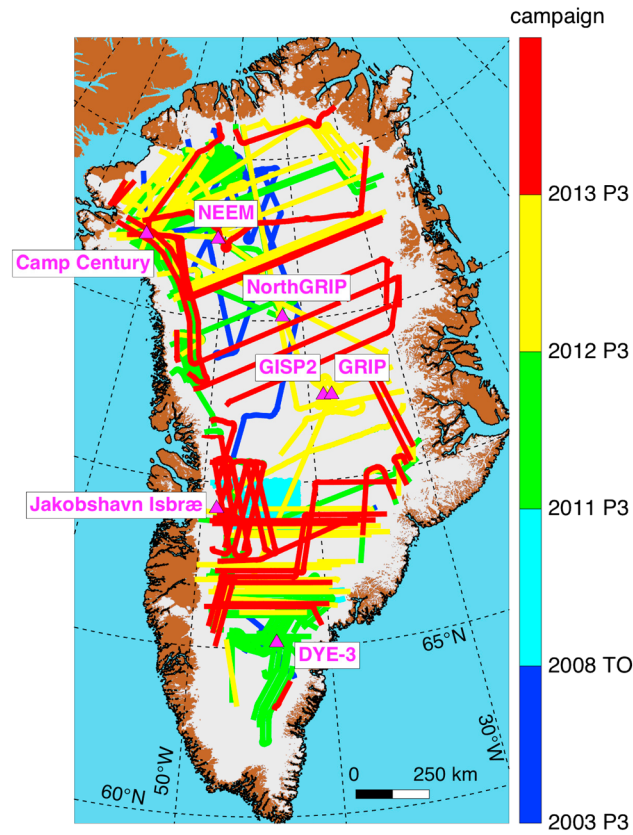 campaign
2013 P3
NEEM
Camp Century
NorthGRIP
2012 P3
GISP2 GRIP
Jakobshavn Isbræ
2011 P3
65°N
DYE-3
2008 TO
30°W
50°W
0 250 km
60°N
2003 P3